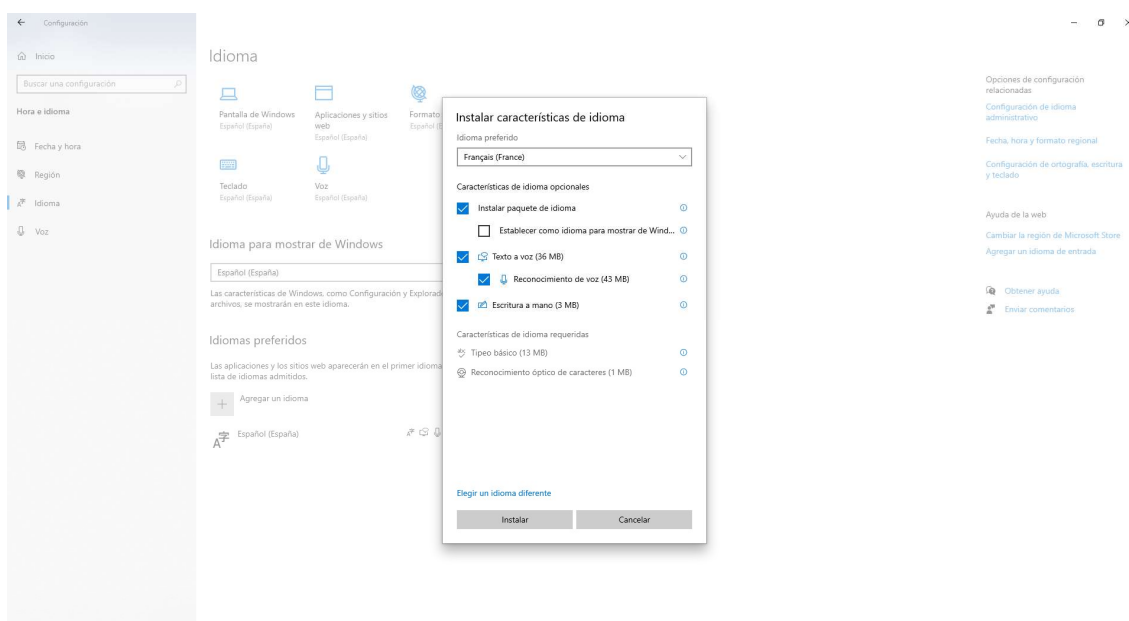 Configuración
Inicio
Buscar una configuración
Hora e idioma
Fecha y hora
Región
Idioma
Voz
Idioma
Pantalla de Windows
Español (España)
Aplicaciones y sitios
web
Español (España)
Formato
Español (E
Teclado
Español (España)
Voz
Español (España)
Idioma para mostrar de Windows
Español (España)
Las características de Windows, como Configuración y Explorad
archivos, se mostrarán en este idioma.
Idiomas preferidos
Las aplicaciones y los sitios web aparecerán en el primer idioma
lista de idiomas admitidos.
Agregar un idioma
Español (España)
Instalar características de idioma
Idioma preferido
Français (France)
Características de idioma opcionales
Instalar paquete de idioma
Establecer como idioma para mostrar de Wind...
Texto a voz (36 MB)
Reconocimiento de voz (43 MB)
Escritura a mano (3 MB)
Características de idioma requeridas
Tipeo básico (13 MB)
Reconocimiento óptico de caracteres (1 MB)
Elegir un idioma diferente
Instalar
Cancelar
Opciones de configuración
relacionadas
Configuración de idioma
administrativo
Fecha, hora y formato regional
Configuración de ortografía, escritura
y teclado
Ayuda de la web
Cambiar la región de Microsoft Store
Agregar un idioma de entrada
Obtener ayuda
Enviar comentarios